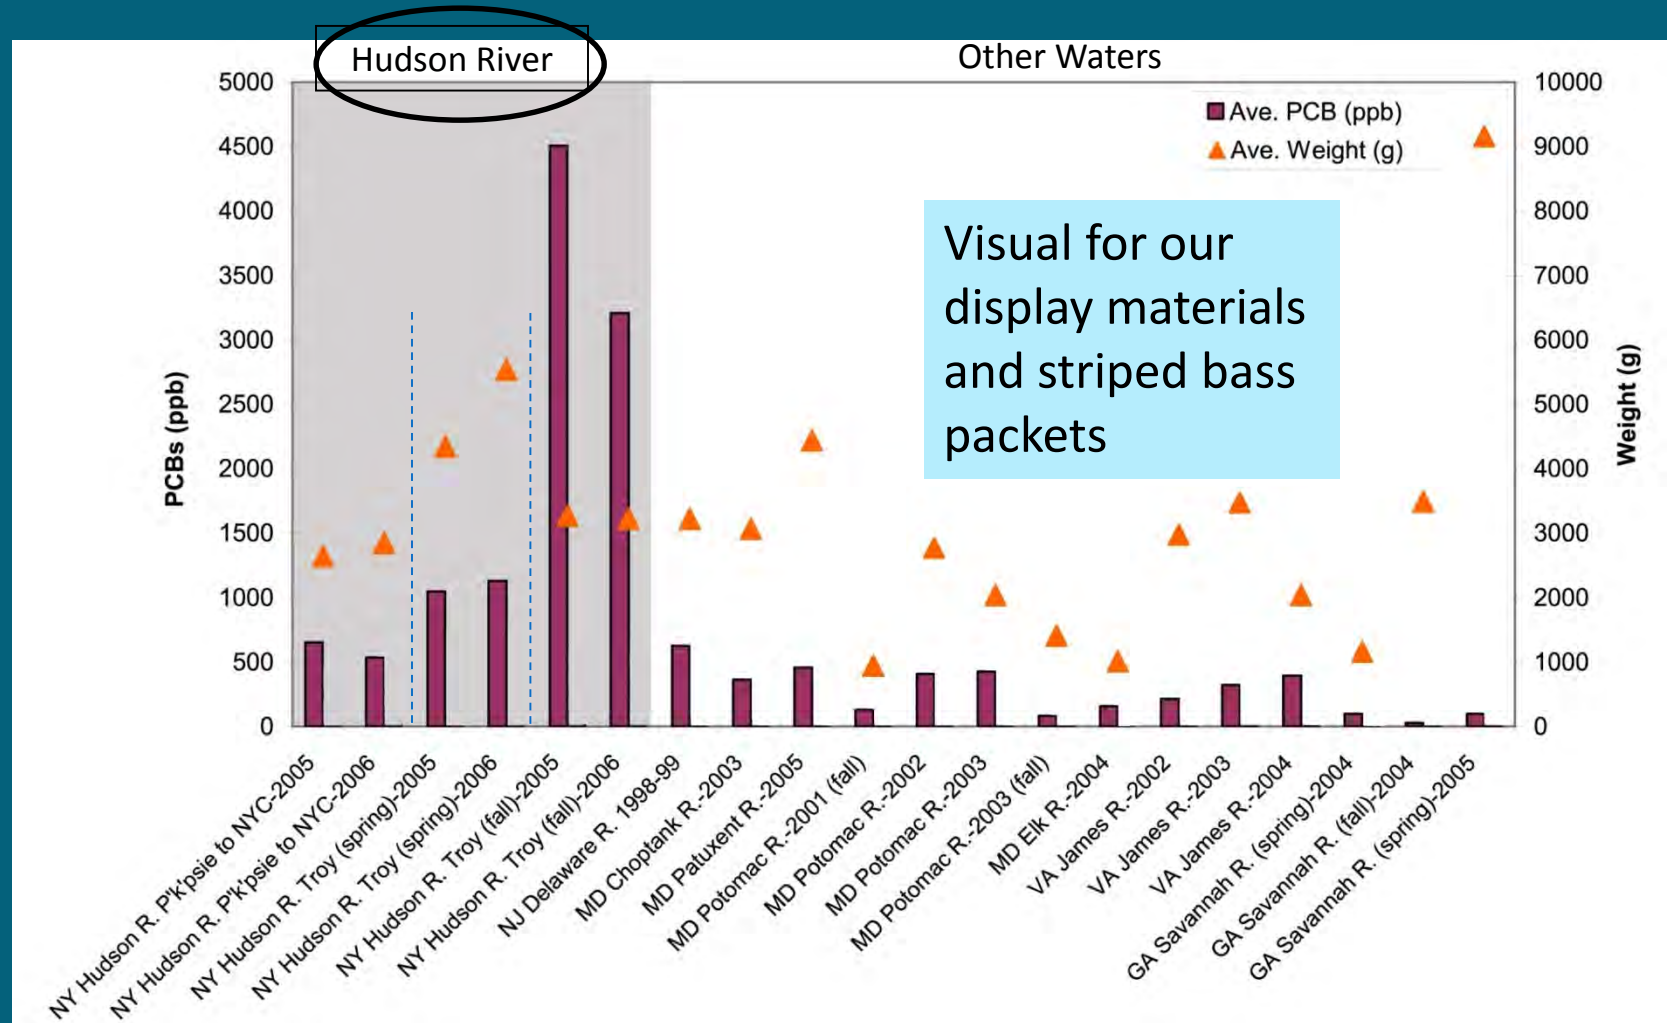 Hudson River
Other Waters
5000
4500
4000
3500
3000
2500
2000
1500
1000
500
0
PCBs (ppb)
10000
9000
8000
7000
6000
5000
4000
3000
2000
1000
0
Weight (g)
Ave. PCB (ppb)
Ave. Weight (g)
Visual for our
display materials
and striped bass
packets
NY Hudson R. P'k'psie to NYC-2005
NY Hudson R. P'k'psie to NYC-2006
NY Hudson R. Troy (spring)-2005
NY Hudson R. Troy (spring)-2006
NY Hudson R. Troy (fall)-2005
NY Hudson R. Troy (fall)-2006
NJ Delaware R. 1998-99
MD Choptank R.-2003
MD Patuxent R.-2005
MD Potomac R.-2001 (fall)
MD Potomac R.-2002
MD Potomac R.-2003
MD Potomac R.-2003 (fall)
MD Elk R.-2004
VA James R.-2002
VA James R.-2003
VA James R.-2004
GA Savannah R. (spring)-2004
GA Savannah R. (fall)-2004
GA Savannah R. (spring)-2005